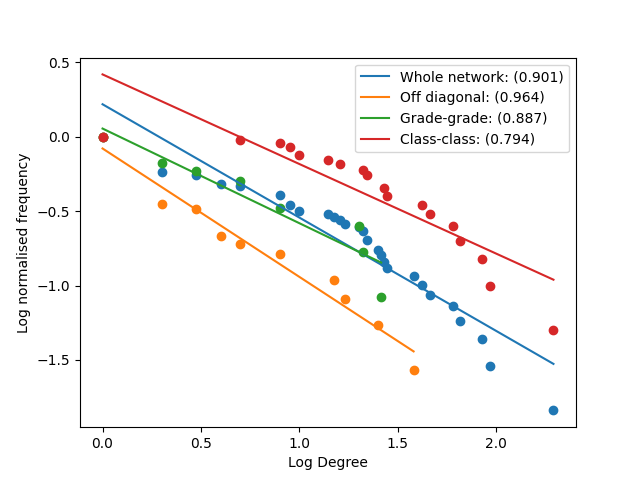 0.5
0.0
−0.5
−1.0
−1.5
Log normalised frequency
Whole network: (0.901)
Off diagonal: (0.964)
Grade-grade: (0.887)
Class-class: (0.794)
0.0 0.5 1.0 1.5 2.0
Log Degree